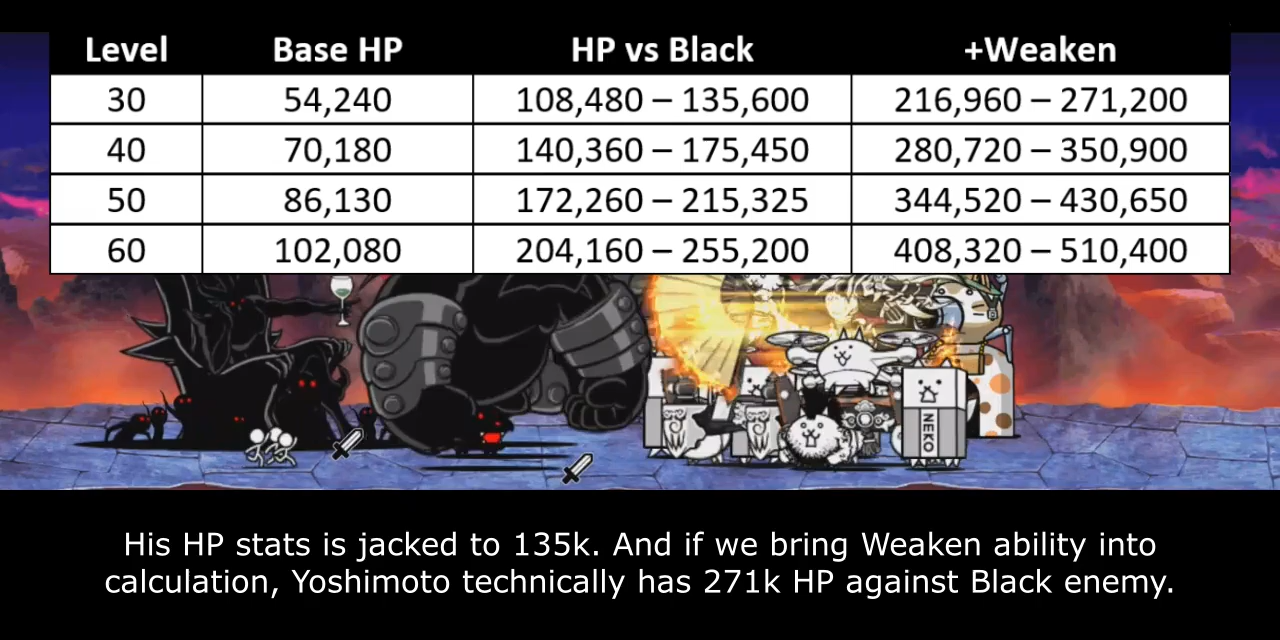 Level Base HP HP vs Black +Weaken
30 54,240 108,480 – 135,600 216,960 – 271,200
40 70,180 140,360 – 175,450 280,720 – 350,900
50 86,130 172,260 – 215,325 344,520 – 430,650
60 102,080 204,160 – 255,200 408,320 – 510,400
NEKO
His HP stats is jacked to 135k. And if we bring Weaken ability into
calculation, Yoshimoto technically has 271k HP against Black enemy.